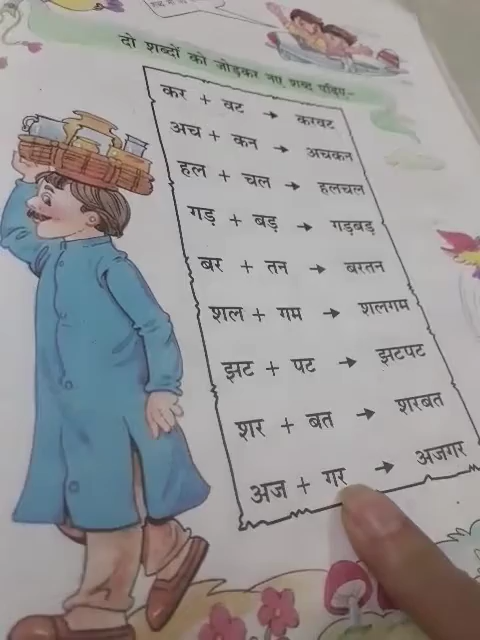 दो शब्दों को जोड़कर नए शब्द पढ़िए-
कर + वट → करवट
अच + कन → अचकन
हल + चल → हलचल
गड़ + बड़ → गड़बड़
बर + तन → बरतन
शल + गम → शलगम
झट + पट → झटपट
शर + बत → शरबत
अज + गर → अजगर